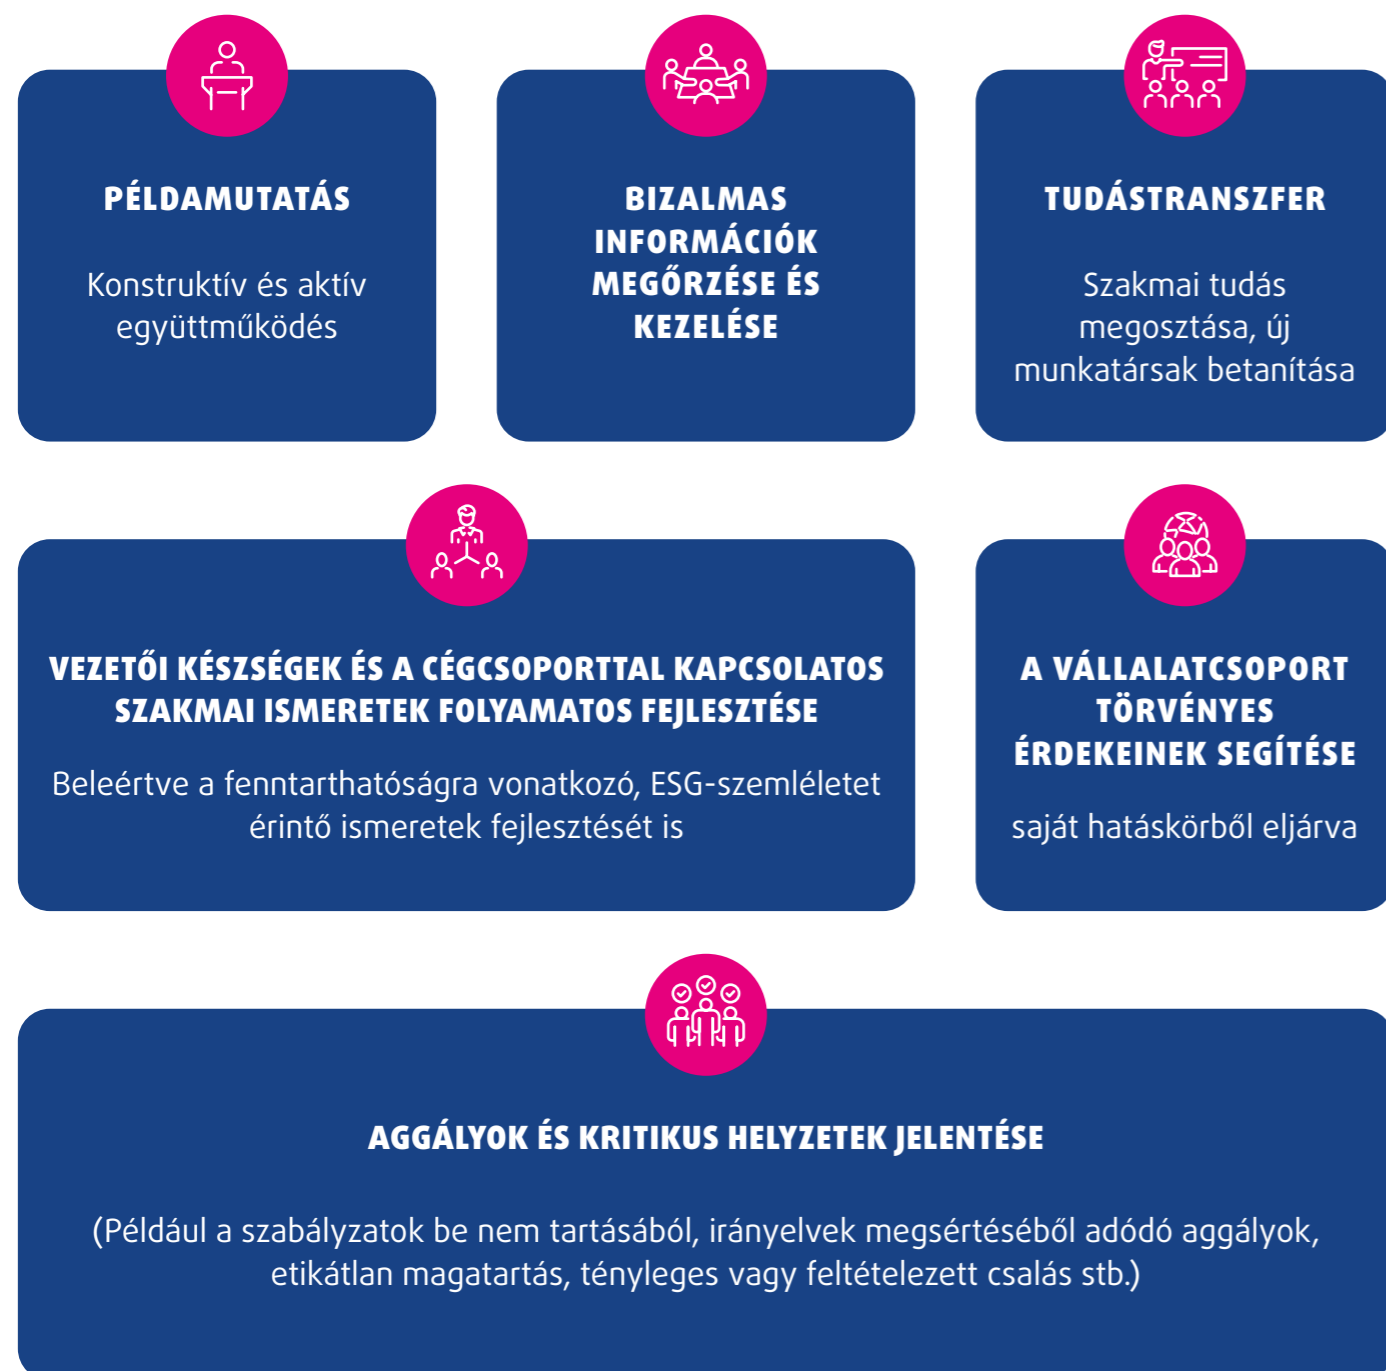 PÉLDAMUTATÁS
Konstruktív és aktív
együttműködés
BIZALMAS
INFORMÁCIÓK
MEGŐRZÉSE ÉS
KEZELÉSE
TUDÁSTRANSZFER
Szakmai tudás
megosztása, új
munkatársak betanítása
VEZETŐI KÉSZSÉGEK ÉS A CÉGCSOPORTTAL KAPCSOLATOS
SZAKMAI ISMERETEK FOLYAMATOS FEJLESZTÉSE
Beleértve a fenntarthatóságra vonatkozó, ESG-szemléletet
érintő ismeretek fejlesztését is
A VÁLLALATCSOPORT
TÖRVÉNYES
ÉRDEKEINEK SEGÍTÉSE
saját hatáskörből eljárva
AGGÁLYOK ÉS KRITIKUS HELYZETEK JELENTÉSE
(Például a szabályzatok be nem tartásából, irányelvek megsértéséből adódó aggályok,
etikátlan magatartás, tényleges vagy feltételezett csalás stb.)